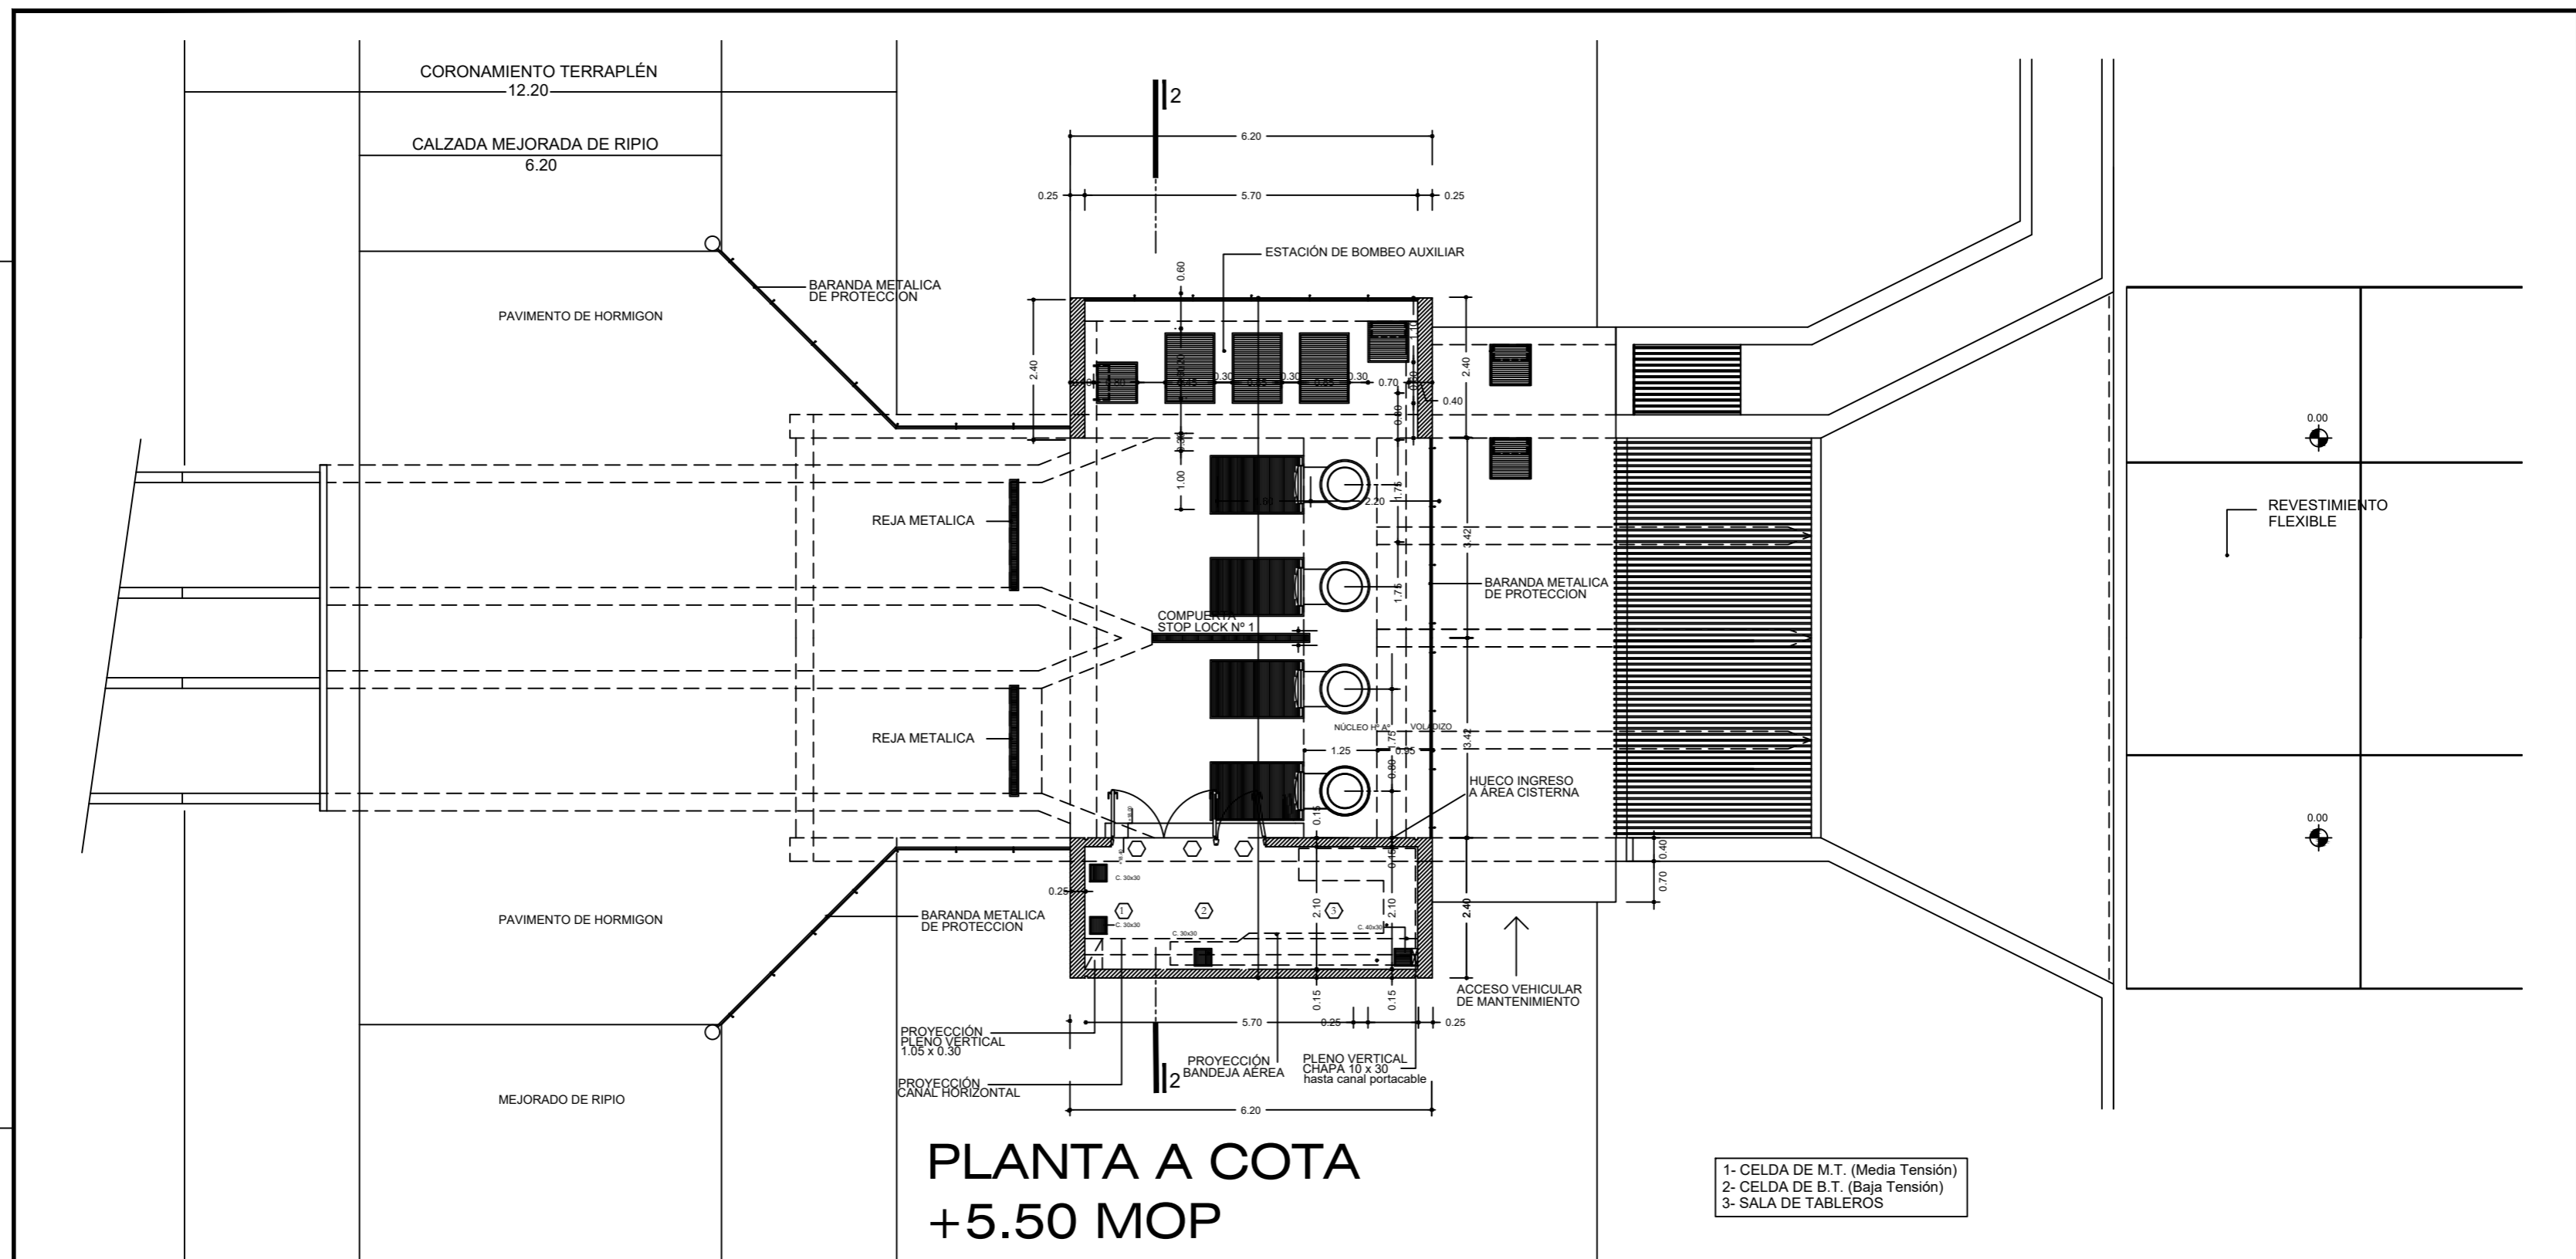 CORONAMIENTO TERRAPLÉN
12.20
CALZADA MEJORADA DE RIPIO
6.20
2
6.20
0.25
5.70
0.25
ESTACIÓN DE BOMBEO AUXILIAR
0.60
BARANDA METALICA
DE PROTECCION
PAVIMENTO DE HORMIGON
2.40
2.40
0.30
0.30
0.30
0.70
0.40
0.00
1.00
1.75
2.20
3.42
REJA METALICA
REVESTIMIENTO
FLEXIBLE
BARANDA METALICA
DE PROTECCION
1.75
COMPUERTA
STOP LOCK Nº 1
NÚCLEO Hº Aº
VOLADIZO
REJA METALICA
1.75
3.42
1.25
0.95
0.80
HUECO INGRESO
A ÁREA CISTERNA
0.15
0.00
0.15
0.40
0.70
C. 30x30
0.25
1
2
3
2.10
2.10
2.40
PAVIMENTO DE HORMIGON
BARANDA METALICA
DE PROTECCION
C. 30x30
C. 30x30
C. 40x30
0.15
0.15
ACCESO VEHICULAR
DE MANTENIMIENTO
5.70
0.25
0.25
PROYECCIÓN
PLENO VERTICAL
1.05 x 0.30
PROYECCIÓN
CANAL HORIZONTAL
2
PROYECCIÓN
BANDEJA AÉREA
PLENO VERTICAL
CHAPA 10 x 30
hasta canal portacable
MEJORADO DE RIPIO
6.20
PLANTA A COTA
+5.50 MOP
1- CELDA DE M.T. (Media Tensión)
2- CELDA DE B.T. (Baja Tensión)
3- SALA DE TABLEROS